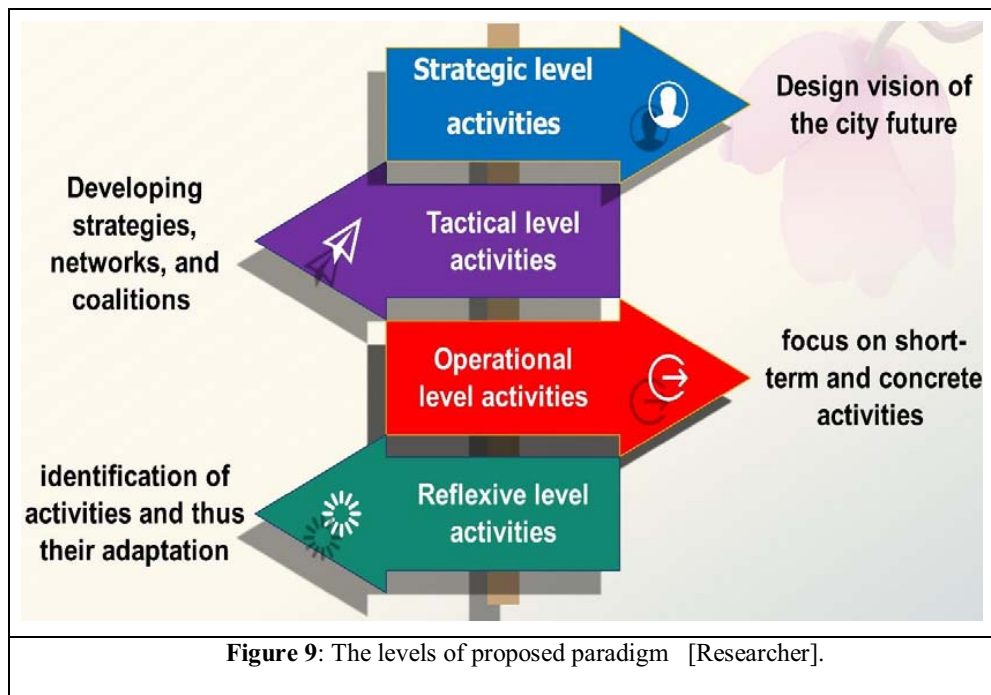 Strategic level
activities
Design vision of
the city future
Developing
strategies,
networks, and
coalitions
Tactical level
activities
Operational
level activities
focus on short-
term and concrete
activities
identification of
activities and thus
their adaptation
Reflexive level
activities
Figure 9: The levels of proposed paradigm [Researcher].